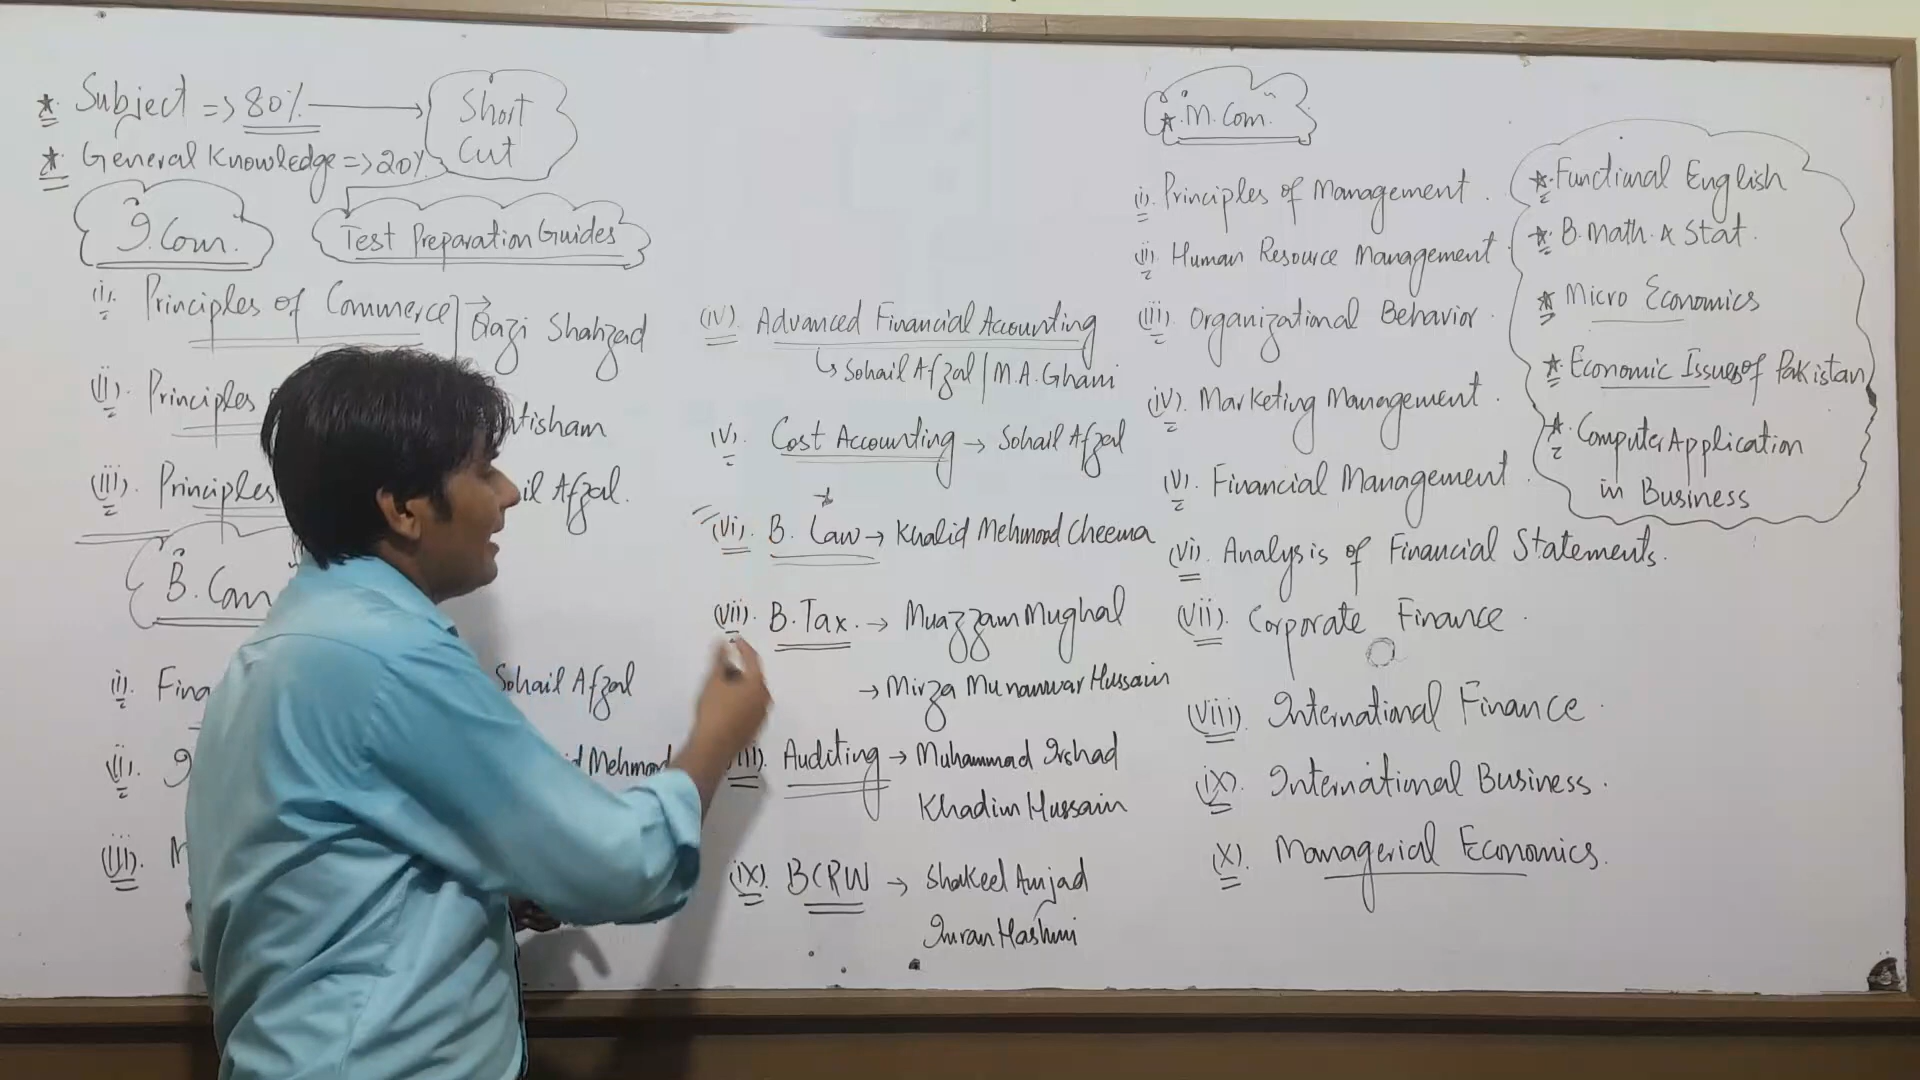 * Subject => 80% → Short Cut
* General Knowledge => 20%
I.Com.
Test Preparation Guides
(i). Principles of Commerce → Qazi Shahzad
(ii). Principles
(iii). Principles Afzal.
B. Com
(i). Sohail Afzal
(ii).
(iii).
(iv). Advanced Financial Accounting
↳ Sohail Afzal / M.A. Ghani
(v). Cost Accounting → Sohail Afzal
(vi). B. Law → Khalid Mehmood Cheema
(vii). B. Tax. → Muazzam Mughal
→ Mirza Munawwar Hussain
Auditing → Muhammad Irshad
Khadim Hussain
(ix). BCRW → Shakeel Amjad
Imran Hashmi
* M.Com.
(i). Principles of Management.
(ii). Human Resource Management
(iii). Organizational Behavior.
(iv). Marketing Management.
(v). Financial Management.
(vi). Analysis of Financial Statements.
(vii). Corporate Finance.
(viii). International Finance.
(ix). International Business.
(x). Managerial Economics.
* Functional English
* B. Math. & Stat.
* Micro Economics
* Economic Issues of Pakistan
* Computer Application
in Business